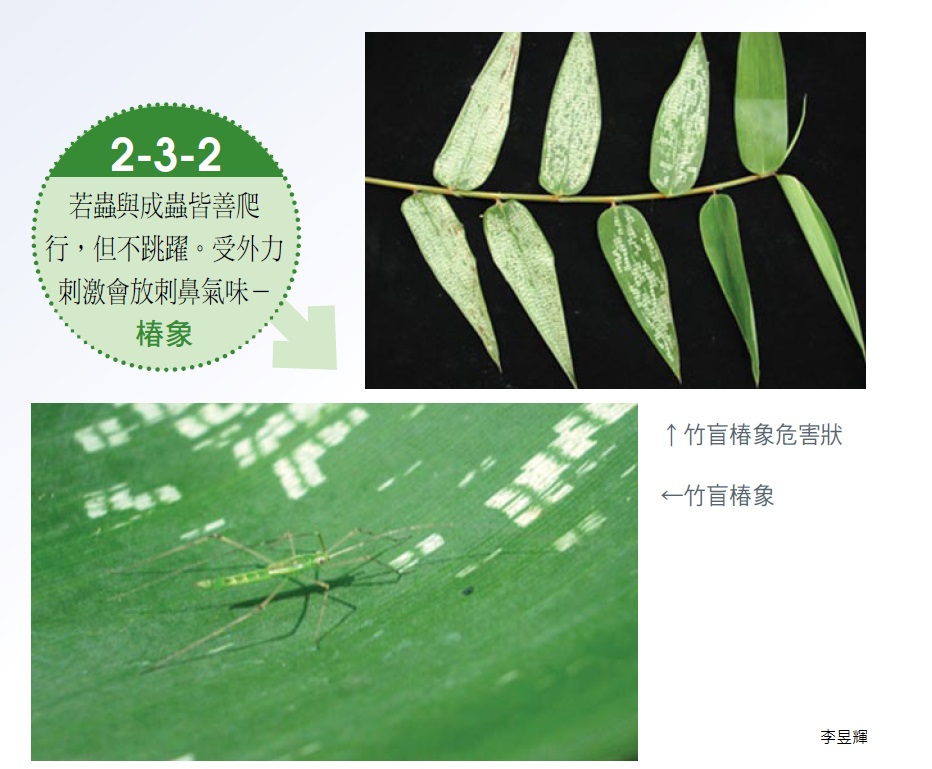 2-3-2
若蟲與成蟲皆善爬
行，但不跳躍。受外力
刺激會放刺鼻氣味－
椿象
↑竹盲椿象危害狀
←竹盲椿象
李昱輝